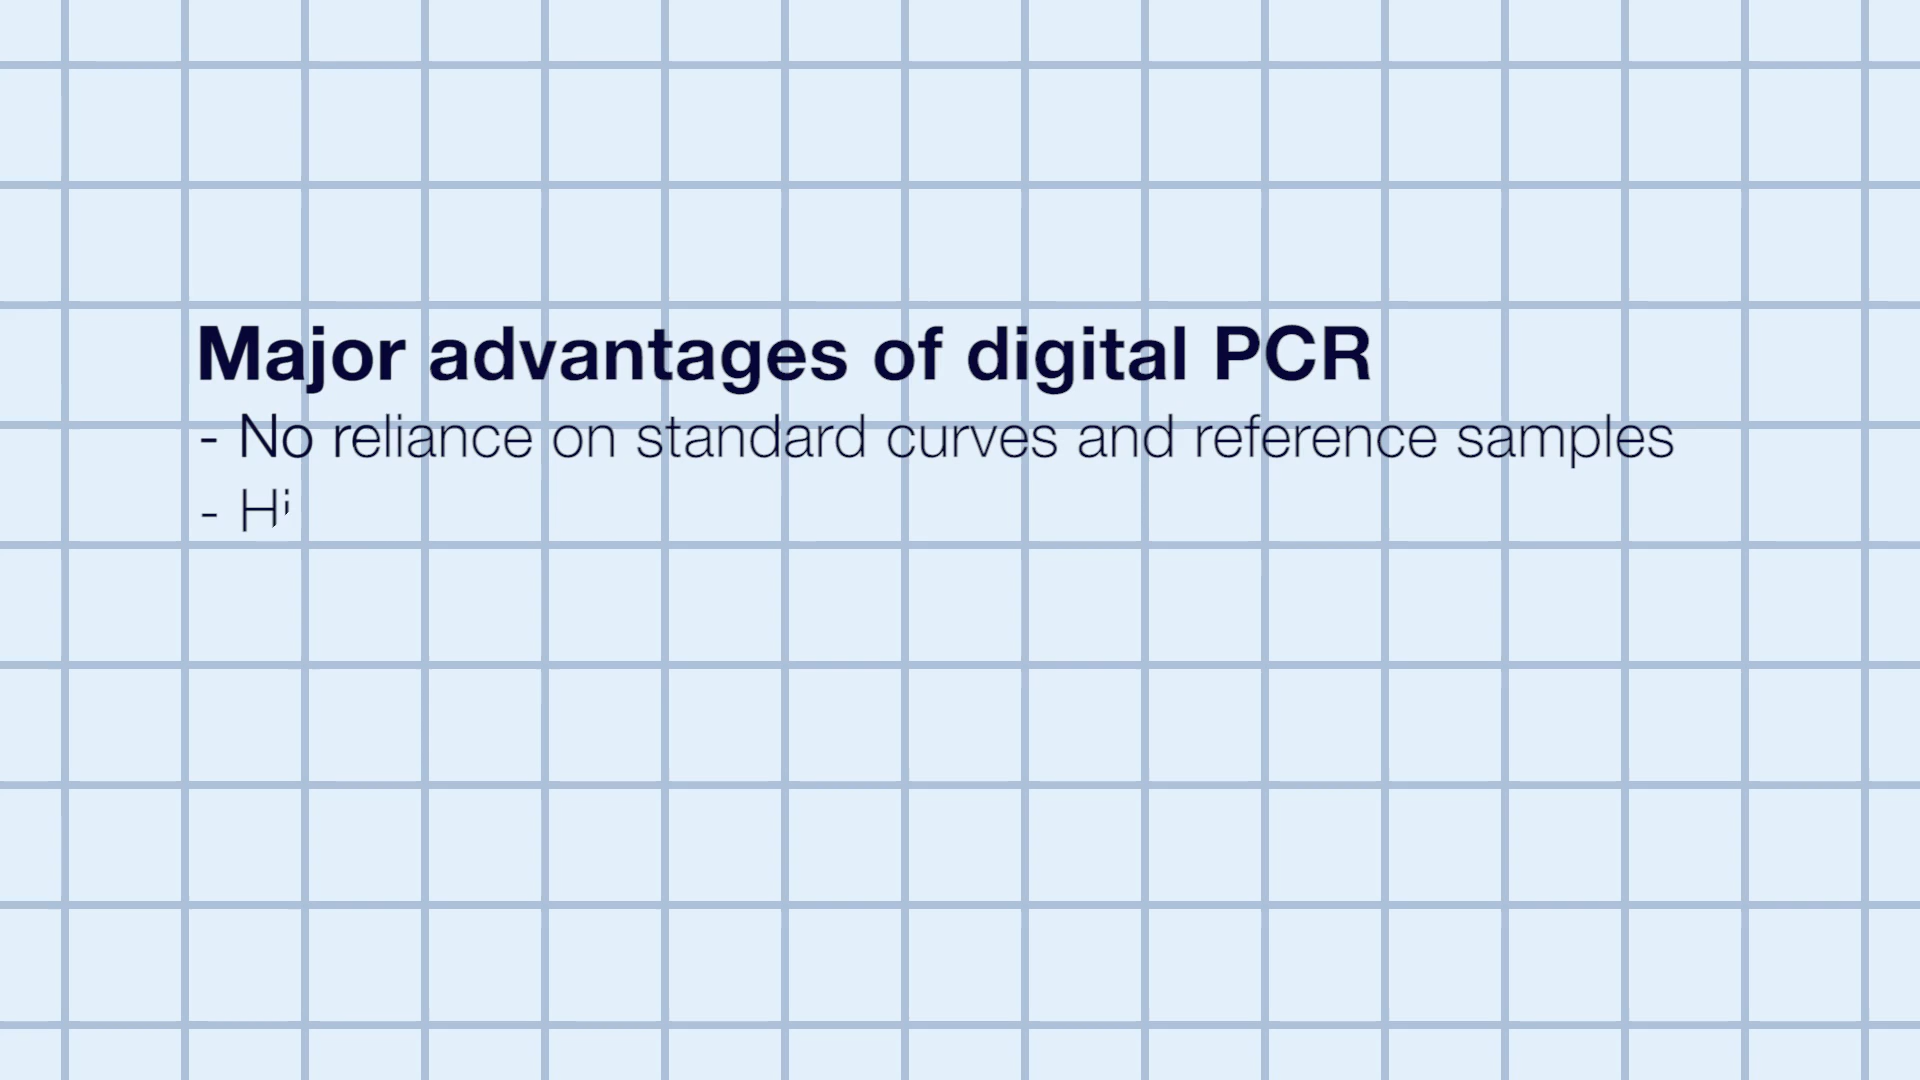 Major advantages of digital PCR
- No reliance on standard curves and reference samples
- Hi